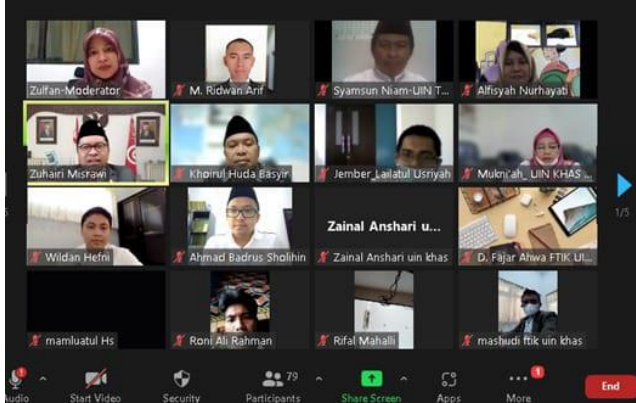 Zulfan-Moderator
M. Ridwan Arif
Syamsun Niam-UIN T...
Alfisyah Nurhayati
Zuhairi Misrawi
Khoirul Huda Basyir
Jember_Lailatul Usriyah
Mukni'ah_ UIN KHAS ...
Wildan Hefni
Ahmad Badrus Sholihin
Zainal Anshari u...
Zainal Anshari uin khas
D. Fajar Ahwa FTIK UI...
1/5
mamluatul Hs
Roni Ali Rahman
Rifal Mahalli
mashudi ftik uin khas
Audio
Start Video
Security
79
Participants
Share Screen
Apps
1
More
End